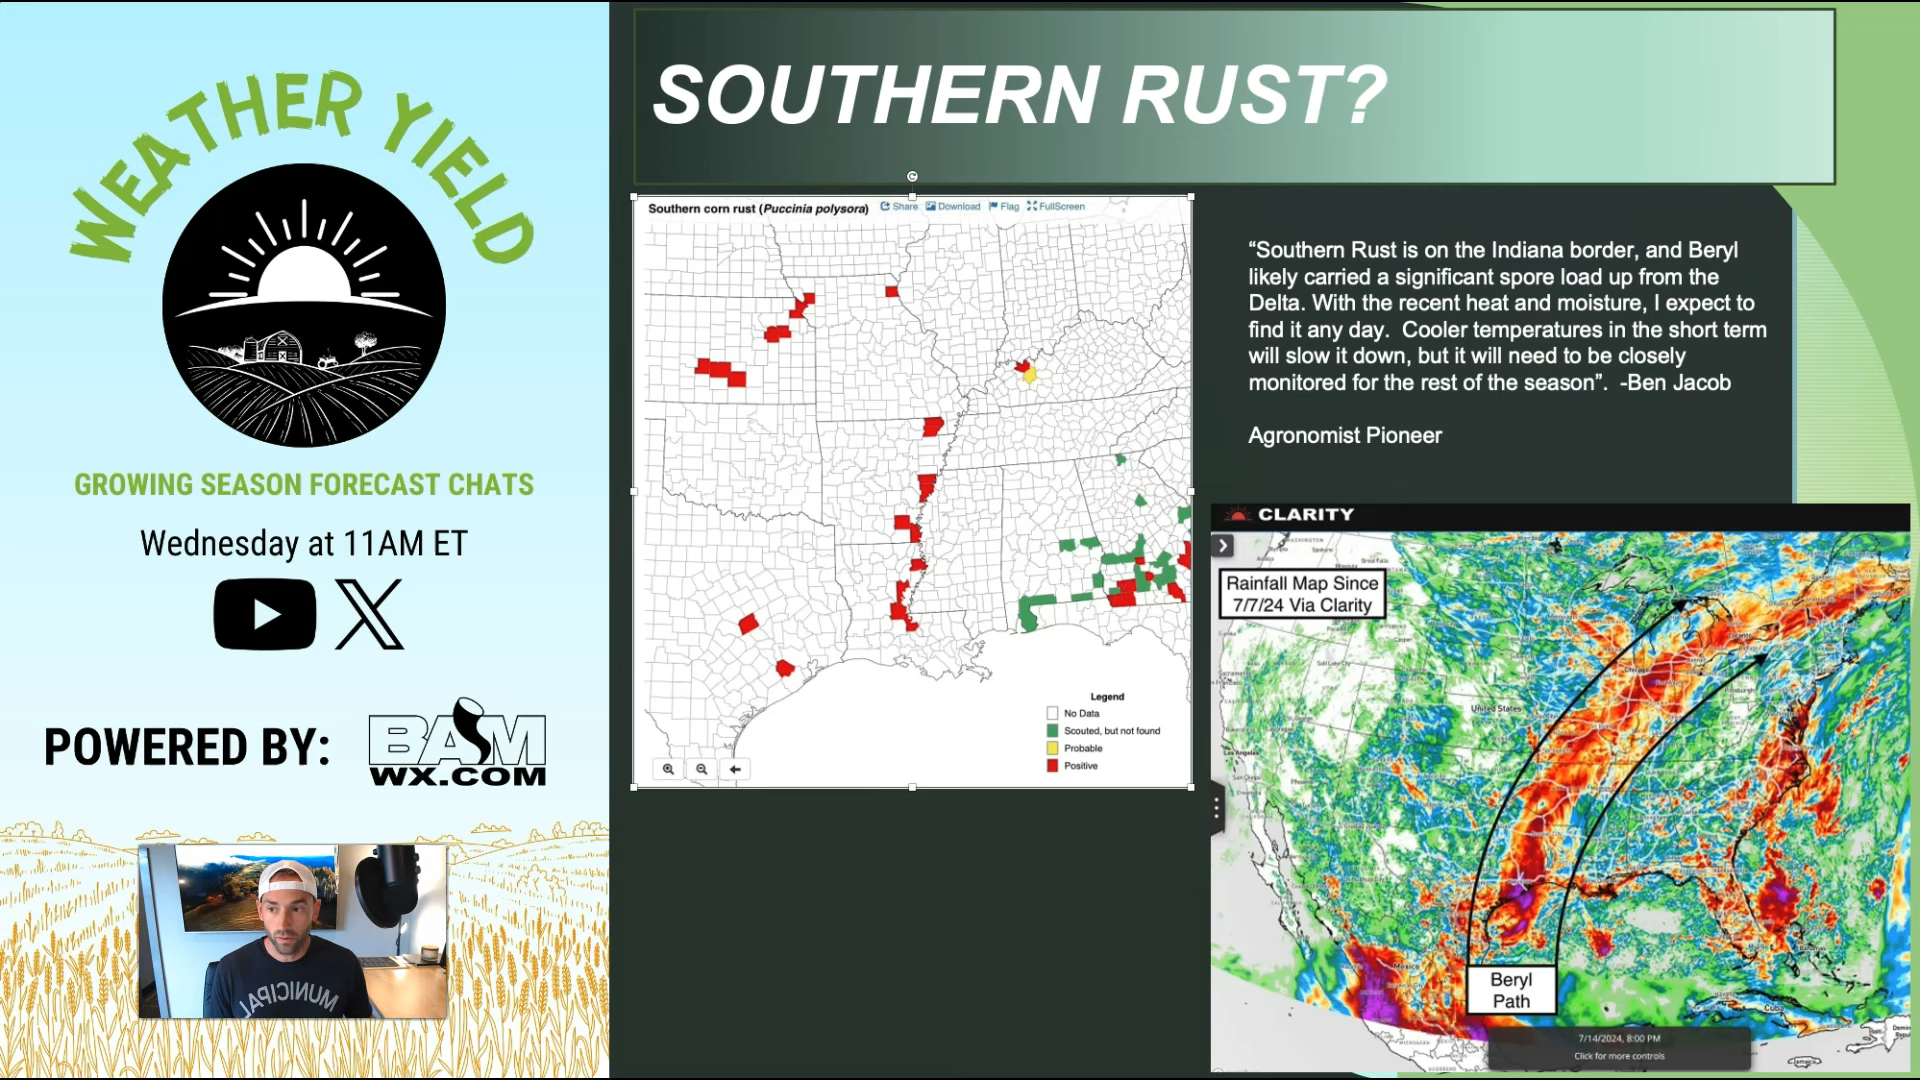 WEATHER YIELD
GROWING SEASON FORECAST CHATS
Wednesday at 11AM ET
POWERED BY:
BAM
WX.COM
MUNICIPAL
SOUTHERN RUST?
Southern corn rust (Puccinia polysora)
Share
Download
Flag
FullScreen
Legend
No Data
Scouted, but not found
Probable
Positive
“Southern Rust is on the Indiana border, and Beryl
likely carried a significant spore load up from the
Delta. With the recent heat and moisture, I expect to
find it any day. Cooler temperatures in the short term
will slow it down, but it will need to be closely
monitored for the rest of the season”. -Ben Jacob
Agronomist Pioneer
CLARITY
Rainfall Map Since
7/7/24 Via Clarity
United States
Mexico
Cuba
Beryl
Path
7/14/2024, 8:00 PM
Click for more controls